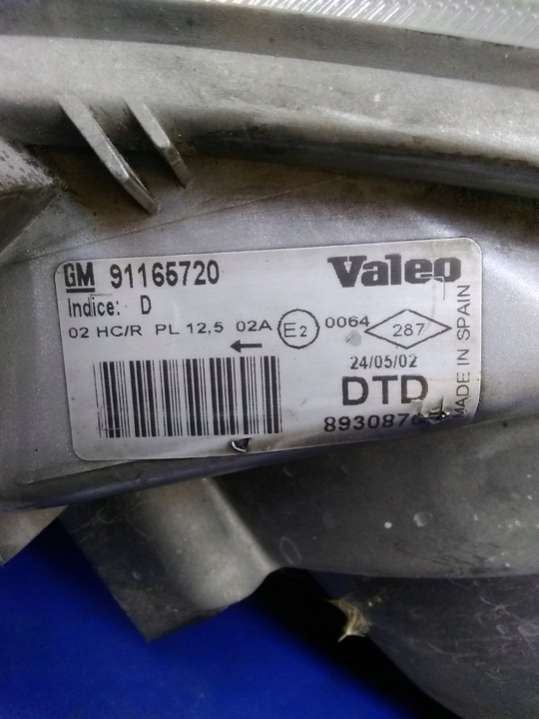 GM 91165720
Valeo
Indice: D
02 HC/R PL 12,5 02A E2 0064 287
24/05/02
DTD
MADE IN SPAIN